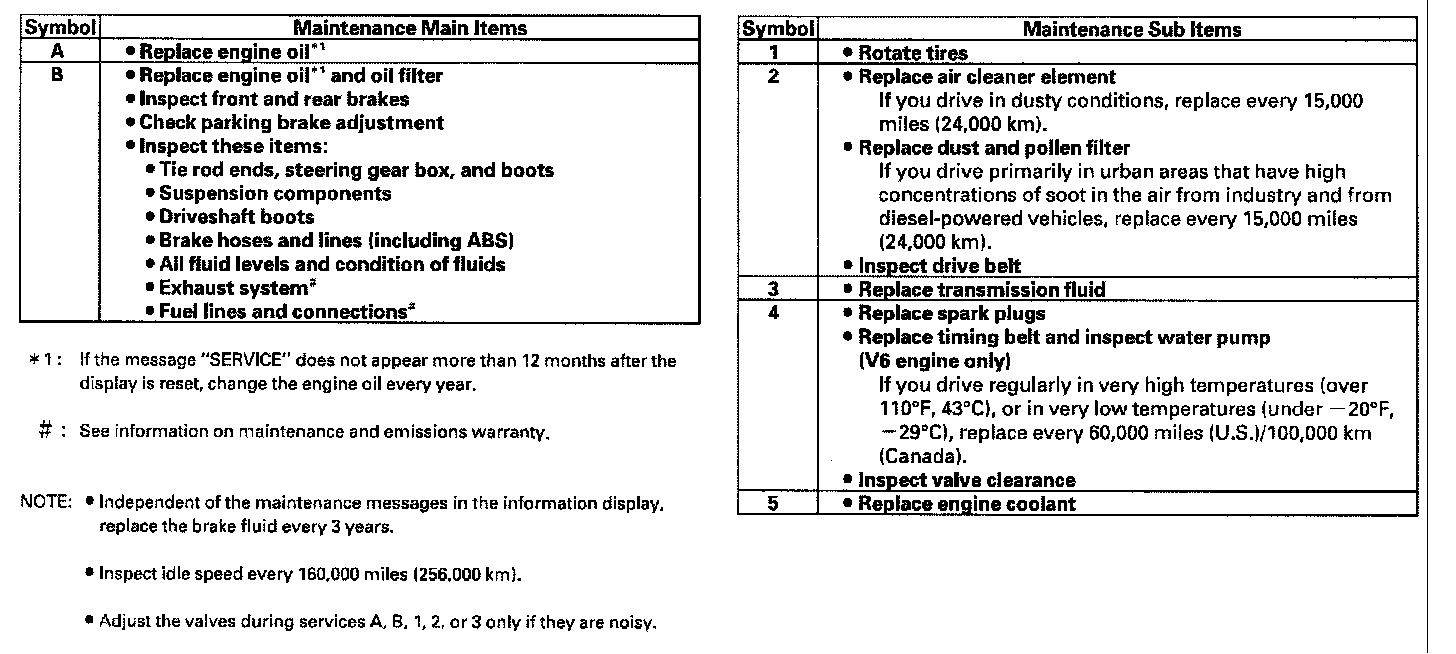 Symbol Maintenance Main Items
A • Replace engine oil*1
B • Replace engine oil*1 and oil filter
• Inspect front and rear brakes
• Check parking brake adjustment
• Inspect these items:
• Tie rod ends, steering gear box, and boots
• Suspension components
• Driveshaft boots
• Brake hoses and lines (including ABS)
• All fluid levels and condition of fluids
• Exhaust system#
• Fuel lines and connections#
*1: If the message "SERVICE" does not appear more than 12 months after the
display is reset, change the engine oil every year.
#: See information on maintenance and emissions warranty.
NOTE: • Independent of the maintenance messages in the information display,
replace the brake fluid every 3 years.
• Inspect idle speed every 160,000 miles (256,000 km).
• Adjust the valves during services A, B, 1, 2, or 3 only if they are noisy.
Symbol Maintenance Sub Items
1 • Rotate tires
2 • Replace air cleaner element
If you drive in dusty conditions, replace every 15,000
miles (24,000 km).
• Replace dust and pollen filter
If you drive primarily in urban areas that have high
concentrations of soot in the air from industry and from
diesel-powered vehicles, replace every 15,000 miles
(24,000 km).
• Inspect drive belt
3 • Replace transmission fluid
4 • Replace spark plugs
• Replace timing belt and inspect water pump
(V6 engine only)
If you drive regularly in very high temperatures (over
110°F, 43°C), or in very low temperatures (under −20°F,
−29°C), replace every 60,000 miles (U.S.)/100,000 km
(Canada).
• Inspect valve clearance
5 • Replace engine coolant